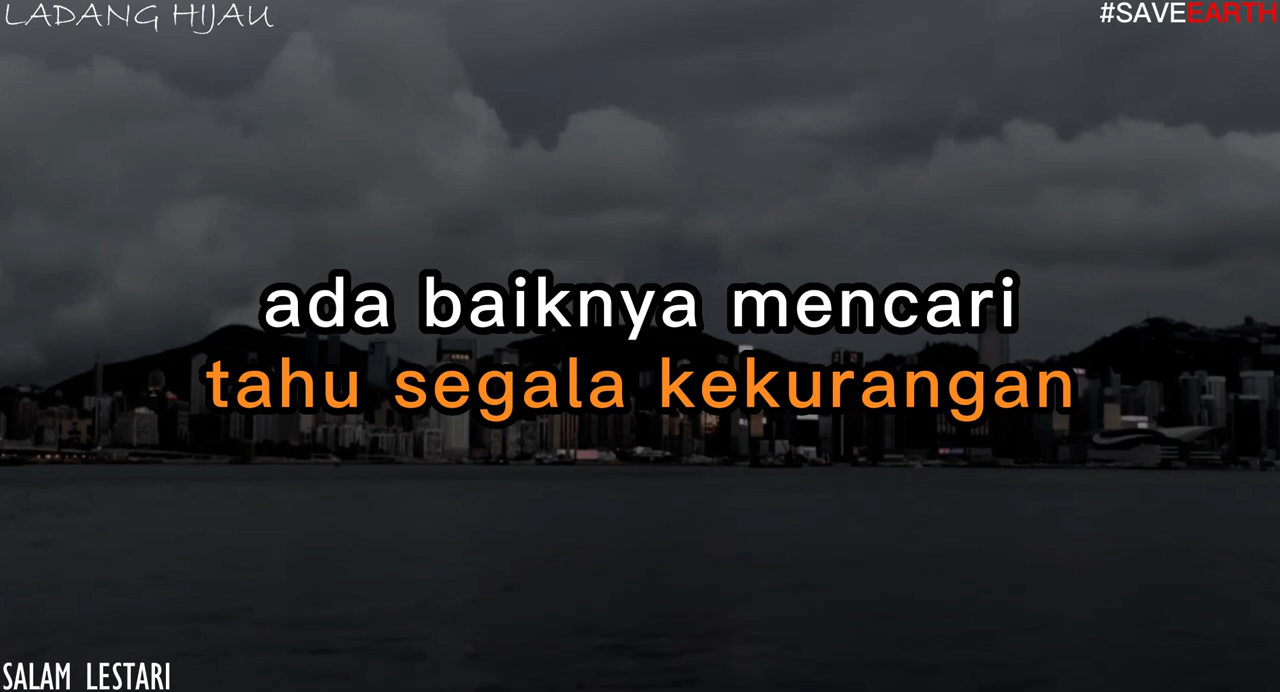 LADANG HIJAU
#SAVEEARTH
ada baiknya mencari
tahu segala kekurangan
SALAM LESTARI